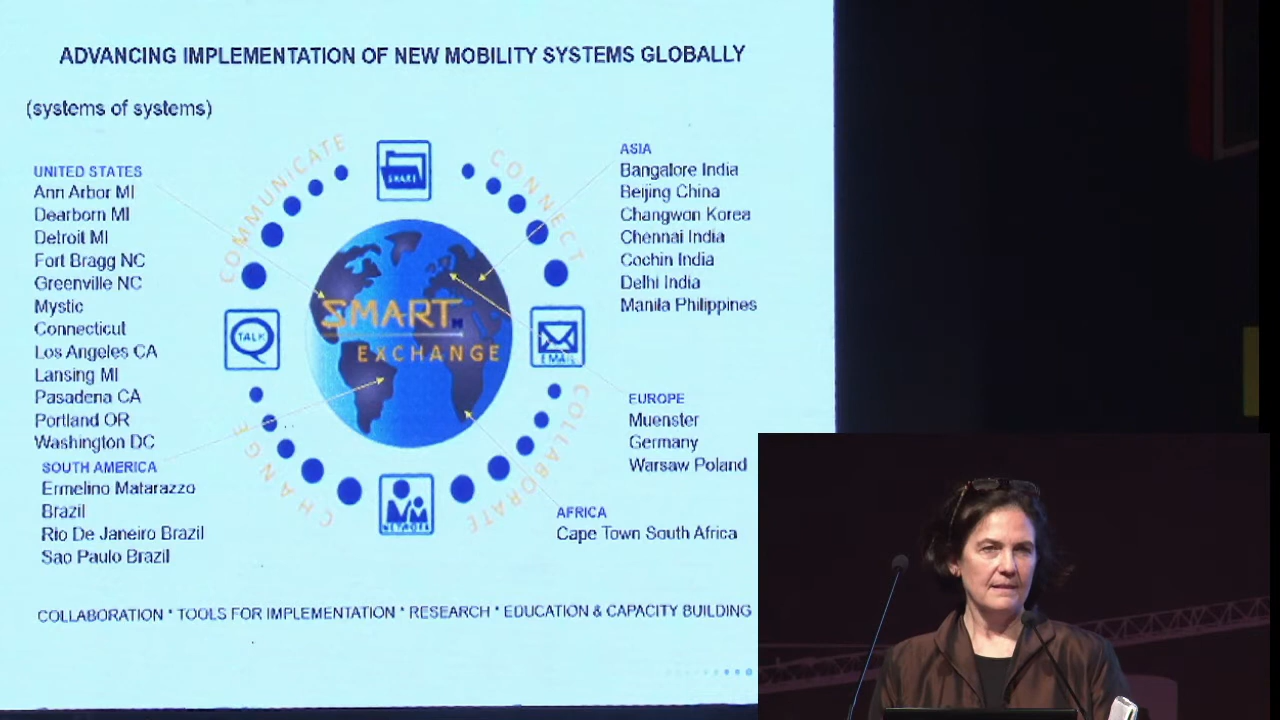 ADVANCING IMPLEMENTATION OF NEW MOBILITY SYSTEMS GLOBALLY
(systems of systems)
UNITED STATES
Ann Arbor MI
Dearborn MI
Detroit MI
Fort Bragg NC
Greenville NC
Mystic
Connecticut
Los Angeles CA
Lansing MI
Pasadena CA
Portland OR
Washington DC
SOUTH AMERICA
Ermelino Matarazzo
Brazil
Rio De Janeiro Brazil
Sao Paulo Brazil
COMMUNICATE
SHARE
CONNECT
TALK
SMART
EXCHANGE
EMAIL
CHANGE
NETWORK
COLLABORATE
ASIA
Bangalore India
Beijing China
Changwon Korea
Chennai India
Cochin India
Delhi India
Manila Philippines
EUROPE
Muenster
Germany
Warsaw Poland
AFRICA
Cape Town South Africa
COLLABORATION * TOOLS FOR IMPLEMENTATION * RESEARCH * EDUCATION & CAPACITY BUILDING